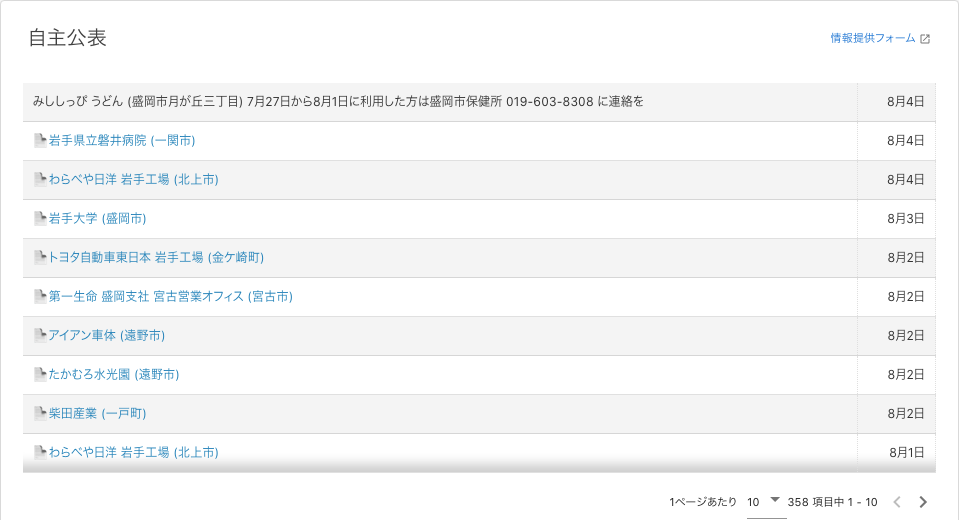 自主公表
情報提供フォーム
みししっぴ うどん (盛岡市月が丘三丁目) 7月27日から8月1日に利用した方は盛岡市保健所 019-603-8308 に連絡を 8月4日
岩手県立磐井病院 (一関市) 8月4日
わらべや日洋 岩手工場 (北上市) 8月4日
岩手大学 (盛岡市) 8月3日
トヨタ自動車東日本 岩手工場 (金ケ崎町) 8月2日
第一生命 盛岡支社 宮古営業オフィス (宮古市) 8月2日
アイアン車体 (遠野市) 8月2日
たかむろ水光園 (遠野市) 8月2日
柴田産業 (一戸町) 8月2日
わらべや日洋 岩手工場 (北上市) 8月1日
1ページあたり 10 358 項目中 1 - 10